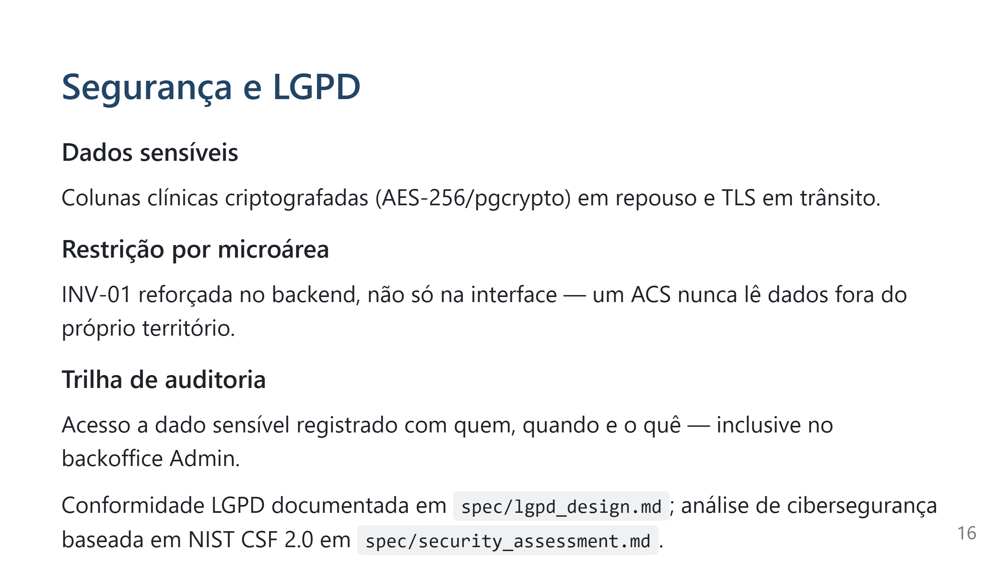 Segurança e LGPD
Dados sensíveis
Colunas clínicas criptografadas (AES-256/pgcrypto) em repouso e TLS em trânsito.
Restrição por microárea
INV-01 reforçada no backend, não só na interface — um ACS nunca lê dados fora do
próprio território.
Trilha de auditoria
Acesso a dado sensível registrado com quem, quando e o quê — inclusive no
backoffice Admin.
Conformidade LGPD documentada em spec/lgpd_design.md; análise de cibersegurança
baseada em NIST CSF 2.0 em spec/security_assessment.md.
16